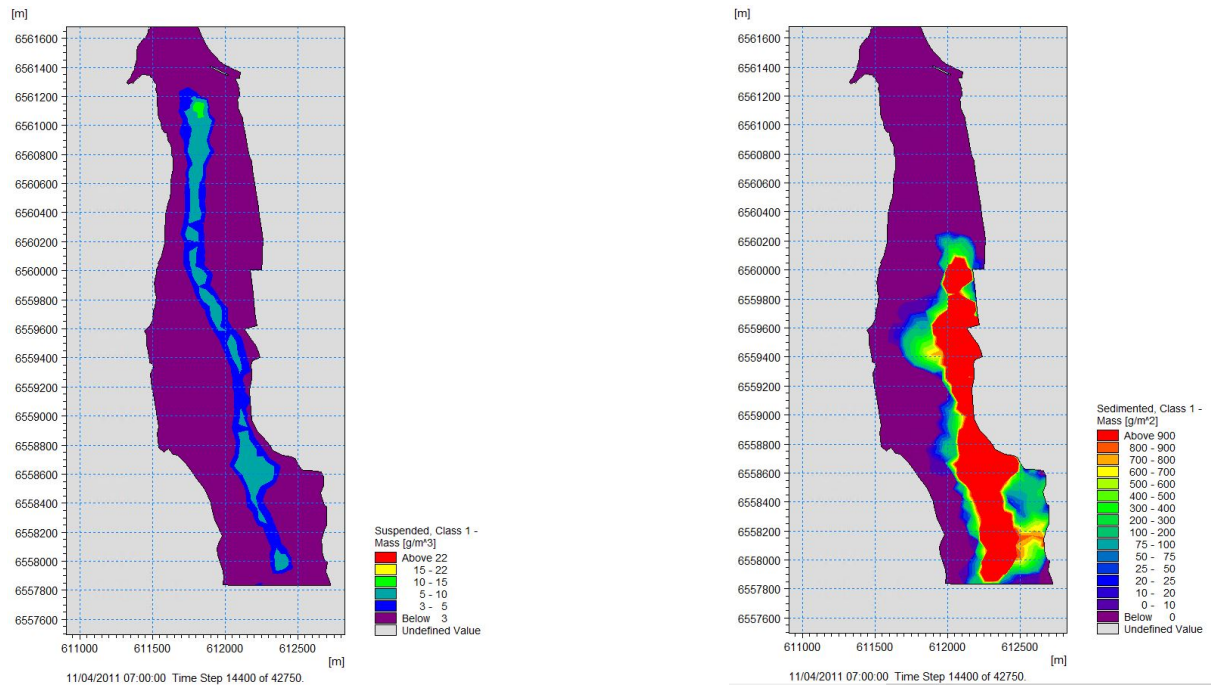 [m]
6561600
6561400
6561200
6561000
6560800
6560600
6560400
6560200
6560000
6559800
6559600
6559400
6559200
6559000
6558800
6558600
6558400
6558200
6558000
6557800
6557600
611000 611500 612000 612500
[m]
11/04/2011 07:00:00 Time Step 14400 of 42750.
Suspended, Class 1 -
Mass [g/m^3]
Above 22
15 - 22
10 - 15
5 - 10
3 - 5
Below 3
Undefined Value
[m]
6561600
6561400
6561200
6561000
6560800
6560600
6560400
6560200
6560000
6559800
6559600
6559400
6559200
6559000
6558800
6558600
6558400
6558200
6558000
6557800
6557600
611000 611500 612000 612500
[m]
11/04/2011 07:00:00 Time Step 14400 of 42750.
Sedimented, Class 1 -
Mass [g/m^2]
Above 900
800 - 900
700 - 800
600 - 700
500 - 600
400 - 500
300 - 400
200 - 300
100 - 200
75 - 100
50 - 75
25 - 50
20 - 25
10 - 20
0 - 10
Below 0
Undefined Value